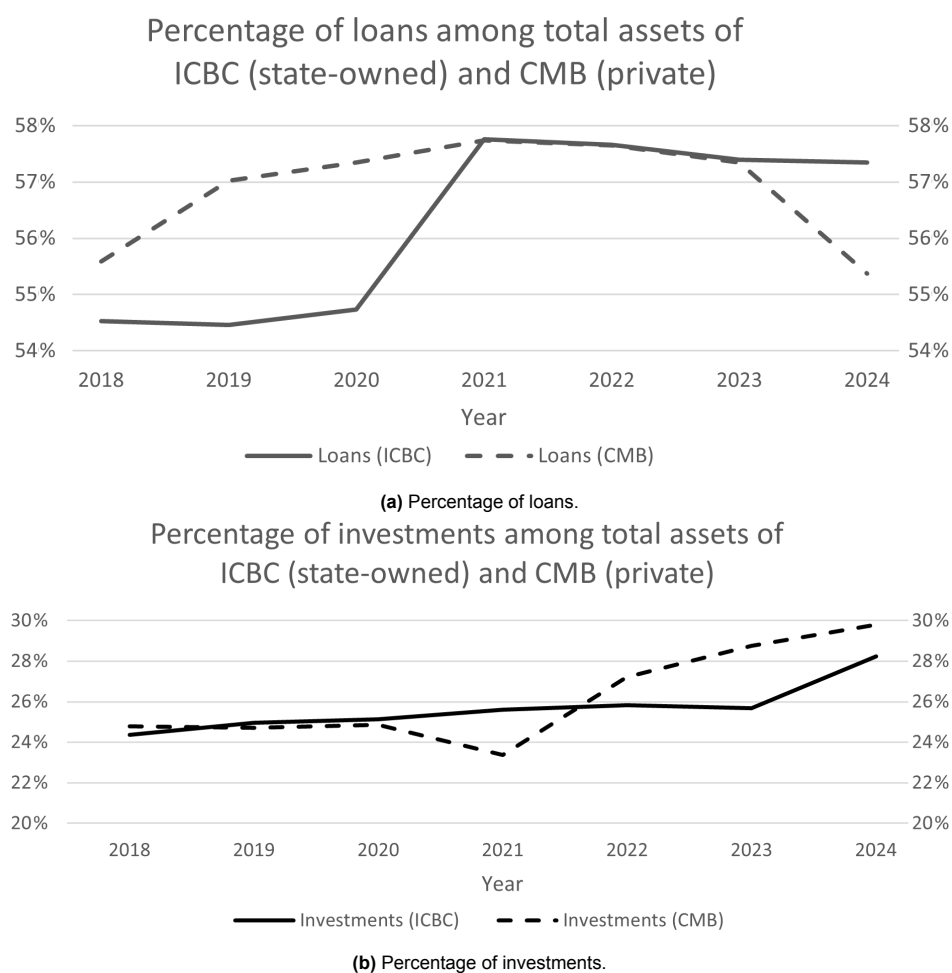 Percentage of loans among total assets of
ICBC (state-owned) and CMB (private)
58% 58%
57% 57%
56% 56%
55% 55%
54% 54%
2018 2019 2020 2021 2022 2023 2024
Year
Loans (ICBC) Loans (CMB)
(a) Percentage of loans.
Percentage of investments among total assets of
ICBC (state-owned) and CMB (private)
30% 30%
28% 28%
26% 26%
24% 24%
22% 22%
20% 20%
2018 2019 2020 2021 2022 2023 2024
Year
Investments (ICBC) Investments (CMB)
(b) Percentage of investments.